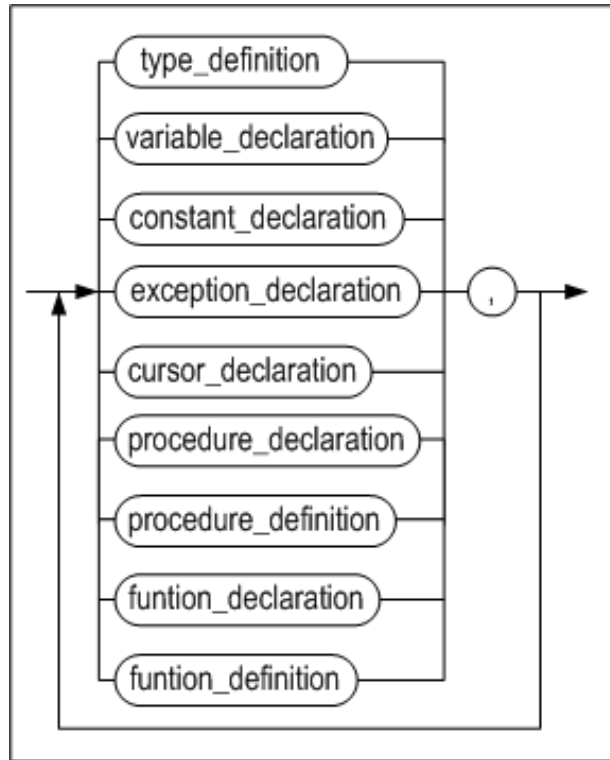 type_definition
variable_declaration
constant_declaration
exception_declaration
,
cursor_declaration
procedure_declaration
procedure_definition
funtion_declaration
funtion_definition